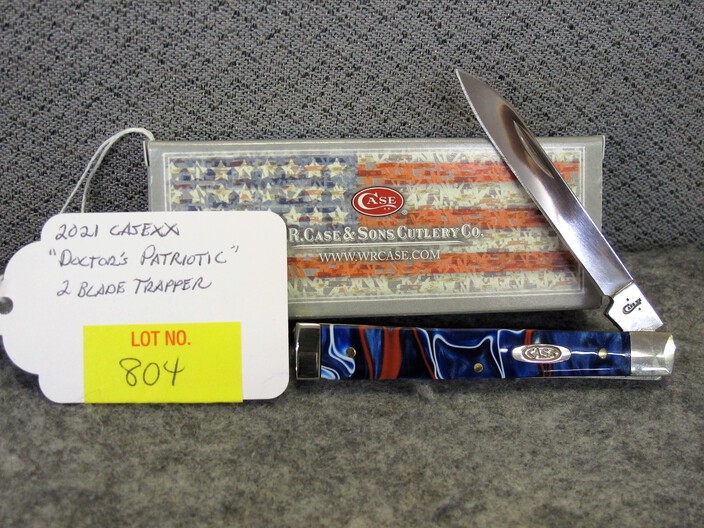 2021 CASEXX
"DOCTOR'S PATRIOTIC"
2 BLADE TRAPPER
LOT NO.
804
CASE
R. CASE & SONS CUTLERY CO.
WWW.WRCASE.COM
CASE
CASE